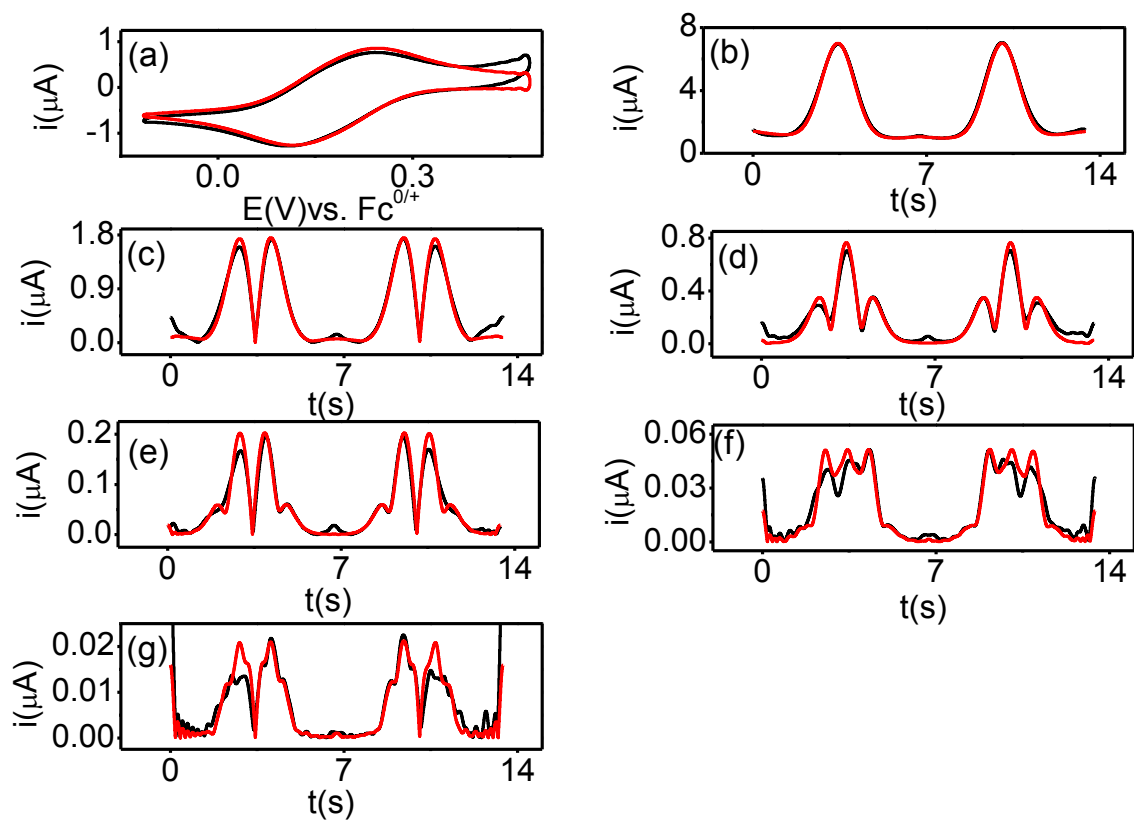 (a)
i(μA)
1
0
-1
0.0 0.3
E(V)vs. Fc0/+
(b)
i(μA)
8
4
0
0 7 14
t(s)
(c)
i(μA)
1.8
0.9
0.0
0 7 14
t(s)
(d)
i(μA)
0.8
0.4
0.0
0 7 14
t(s)
(e)
i(μA)
0.2
0.1
0.0
0 7 14
t(s)
(f)
i(μA)
0.06
0.03
0.00
0 7 14
t(s)
(g)
i(μA)
0.02
0.01
0.00
0 7 14
t(s)